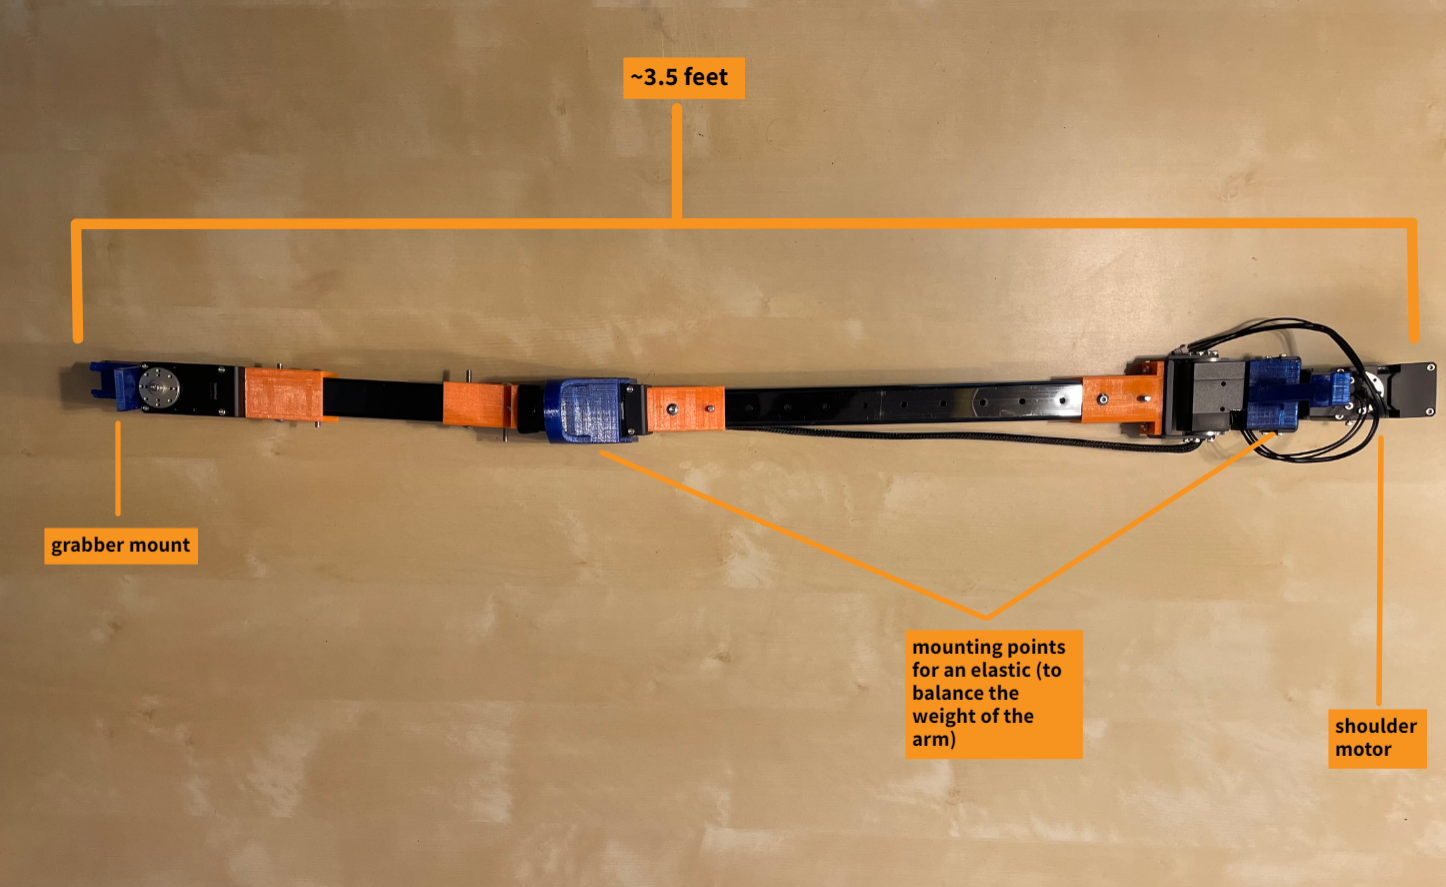 ~3.5 feet
grabber mount
mounting points
for an elastic (to
balance the
weight of the
arm)
shoulder
motor